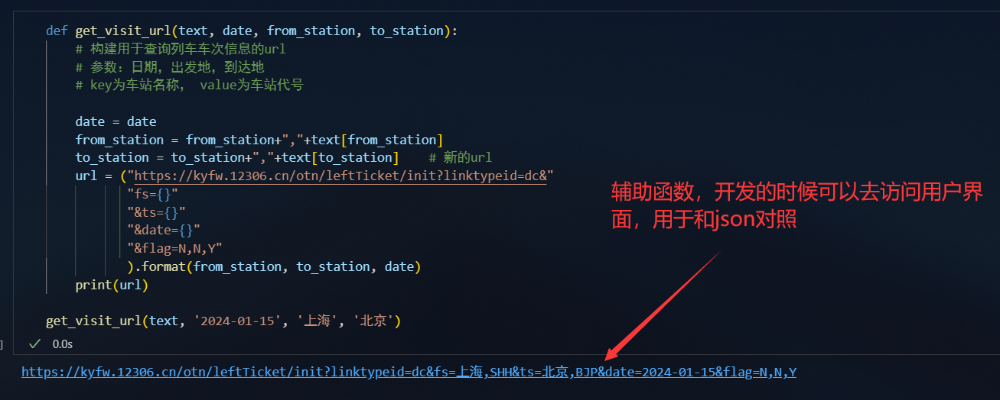 def get_visit_url(text, date, from_station, to_station):
# 构建用于查询列车车次信息的url
# 参数：日期，出发地，到达地
# key为车站名称， value为车站代号
date = date
from_station = from_station+","+text[from_station]
to_station = to_station+","+text[to_station]    # 新的url
url = ("https://kyfw.12306.cn/otn/leftTicket/init?linktypeid=dc&"
"fs={}"
"&ts={}"
"&date={}"
"&flag=N,N,Y"
).format(from_station, to_station, date)
print(url)
get_visit_url(text, '2024-01-15', '上海', '北京')
辅助函数，开发的时候可以去访问用户界
面，用于和json对照
]
0.0s
https://kyfw.12306.cn/otn/leftTicket/init?linktypeid=dc&fs=上海,SHH&ts=北京,BJP&date=2024-01-15&flag=N,N,Y